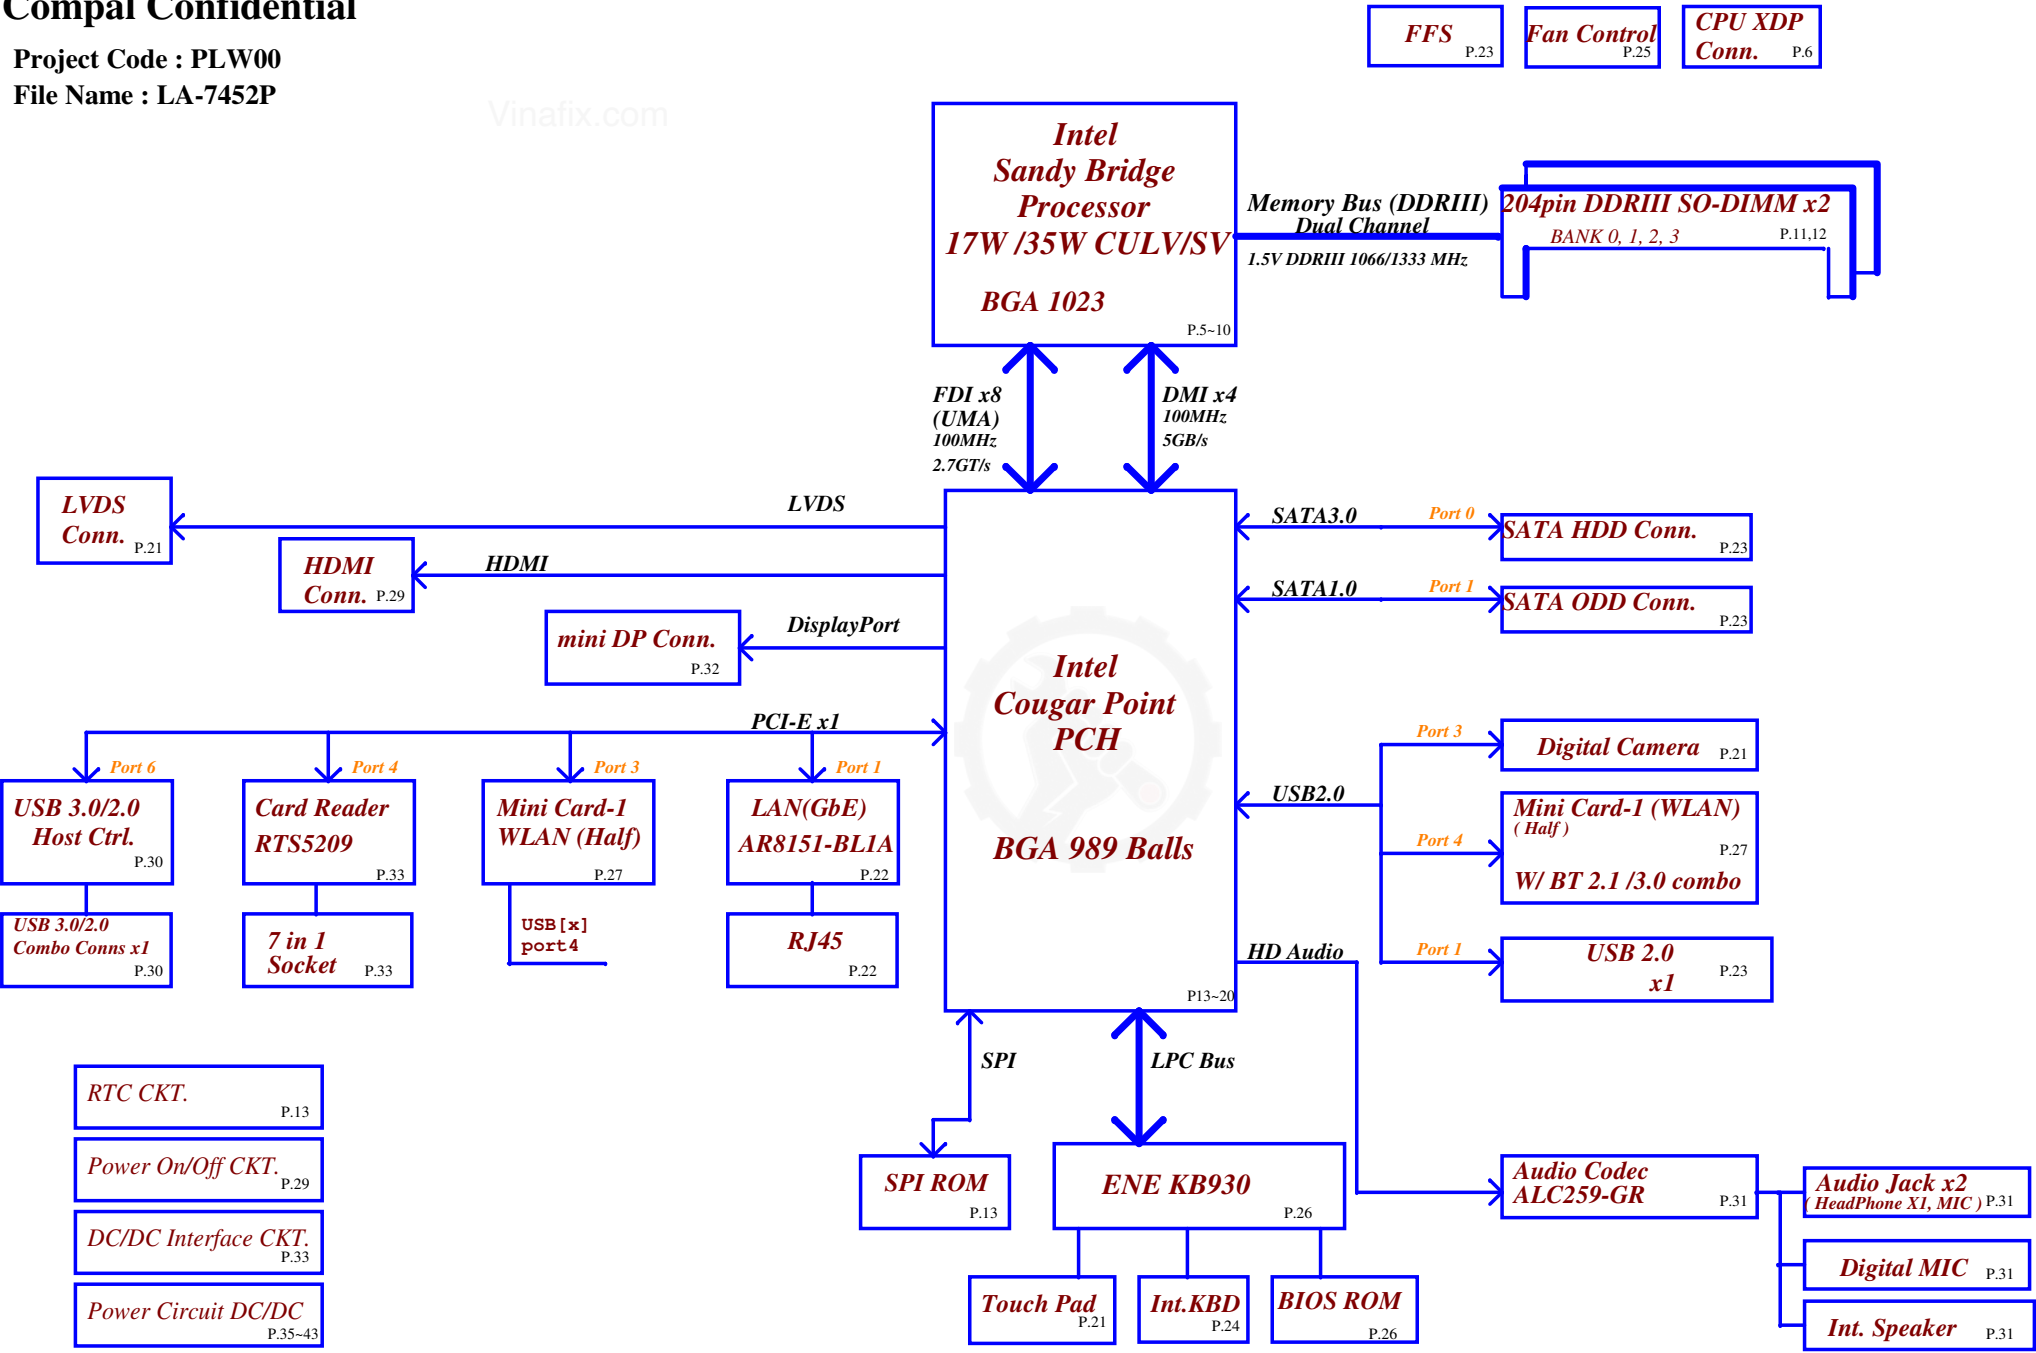 Compal Confidential
Project Code : PLW00
File Name : LA-7452P
Vinafix.com
FFS
P.23
Fan Control
P.25
CPU XDP
Conn.
P.6
Intel
Sandy Bridge
Processor
17W /35W CULV/SV
BGA 1023
P.5~10
Memory Bus (DDRIII)
Dual Channel
1.5V DDRIII 1066/1333 MHz
204pin DDRIII SO-DIMM x2
BANK 0, 1, 2, 3
P.11,12
FDI x8
(UMA)
100MHz
2.7GT/s
DMI x4
100MHz
5GB/s
LVDS
Conn.
P.21
LVDS
HDMI
Conn.
P.29
HDMI
mini DP Conn.
P.32
DisplayPort
PCI-E x1
Intel
Cougar Point
PCH
BGA 989 Balls
P13~20
SATA3.0
Port 0
SATA HDD Conn.
P.23
SATA1.0
Port 1
SATA ODD Conn.
P.23
USB2.0
Port 3
Digital Camera
P.21
Port 4
Mini Card-1 (WLAN)
( Half )
P.27
W/ BT 2.1 /3.0 combo
Port 1
USB 2.0
x1
P.23
Port 6
USB 3.0/2.0
Host Ctrl.
P.30
USB 3.0/2.0
Combo Conns x1
P.30
Port 4
Card Reader
RTS5209
P.33
7 in 1
Socket
P.33
Port 3
Mini Card-1
WLAN (Half)
P.27
USB[x]
port4
Port 1
LAN(GbE)
AR8151-BL1A
P.22
RJ45
P.22
HD Audio
SPI
LPC Bus
RTC CKT.
P.13
Power On/Off CKT.
P.29
DC/DC Interface CKT.
P.33
Power Circuit DC/DC
P.35~43
SPI ROM
P.13
ENE KB930
P.26
Touch Pad
P.21
Int.KBD
P.24
BIOS ROM
P.26
Audio Codec
ALC259-GR
P.31
Audio Jack x2
( HeadPhone X1, MIC )
P.31
Digital MIC
P.31
Int. Speaker
P.31